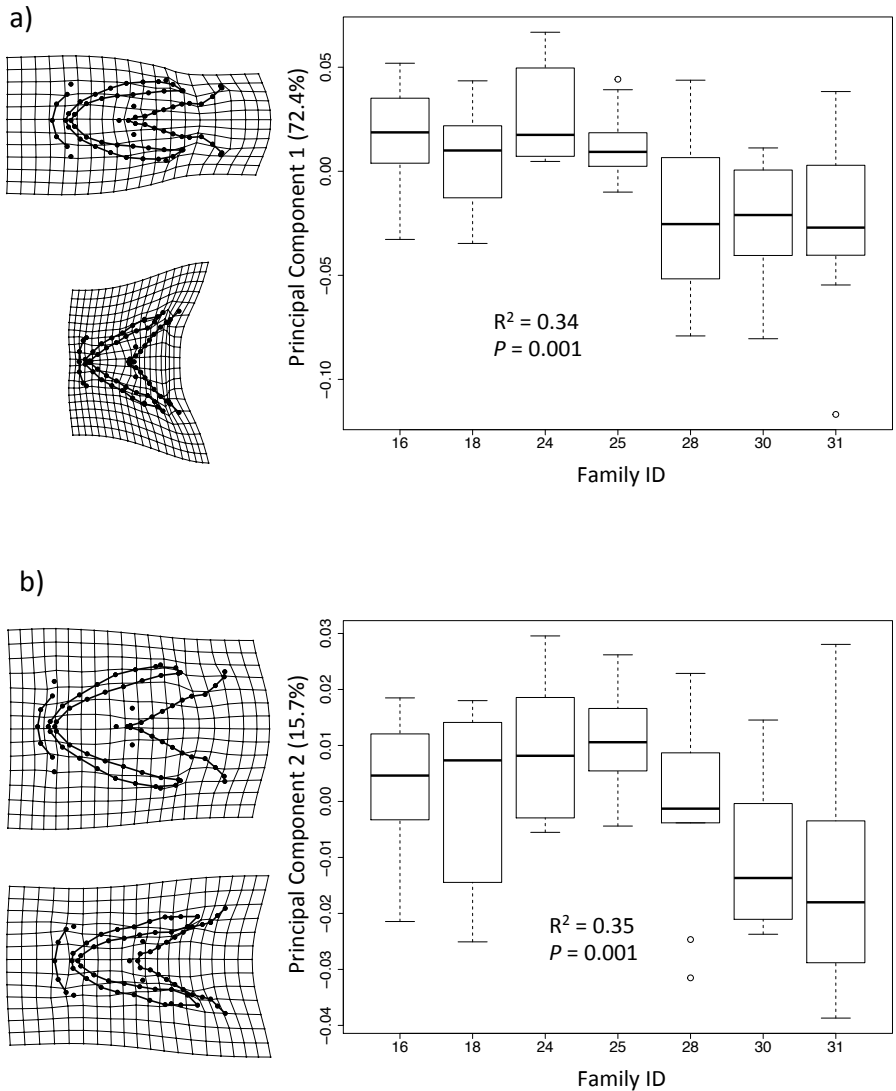 a)
Principal Component 1 (72.4%)
0.05
0.00
−0.05
−0.10
R² = 0.34
P = 0.001
16 18 24 25 28 30 31
Family ID
b)
Principal Component 2 (15.7%)
0.03
0.02
0.01
0.00
−0.01
−0.02
−0.03
−0.04
R² = 0.35
P = 0.001
16 18 24 25 28 30 31
Family ID